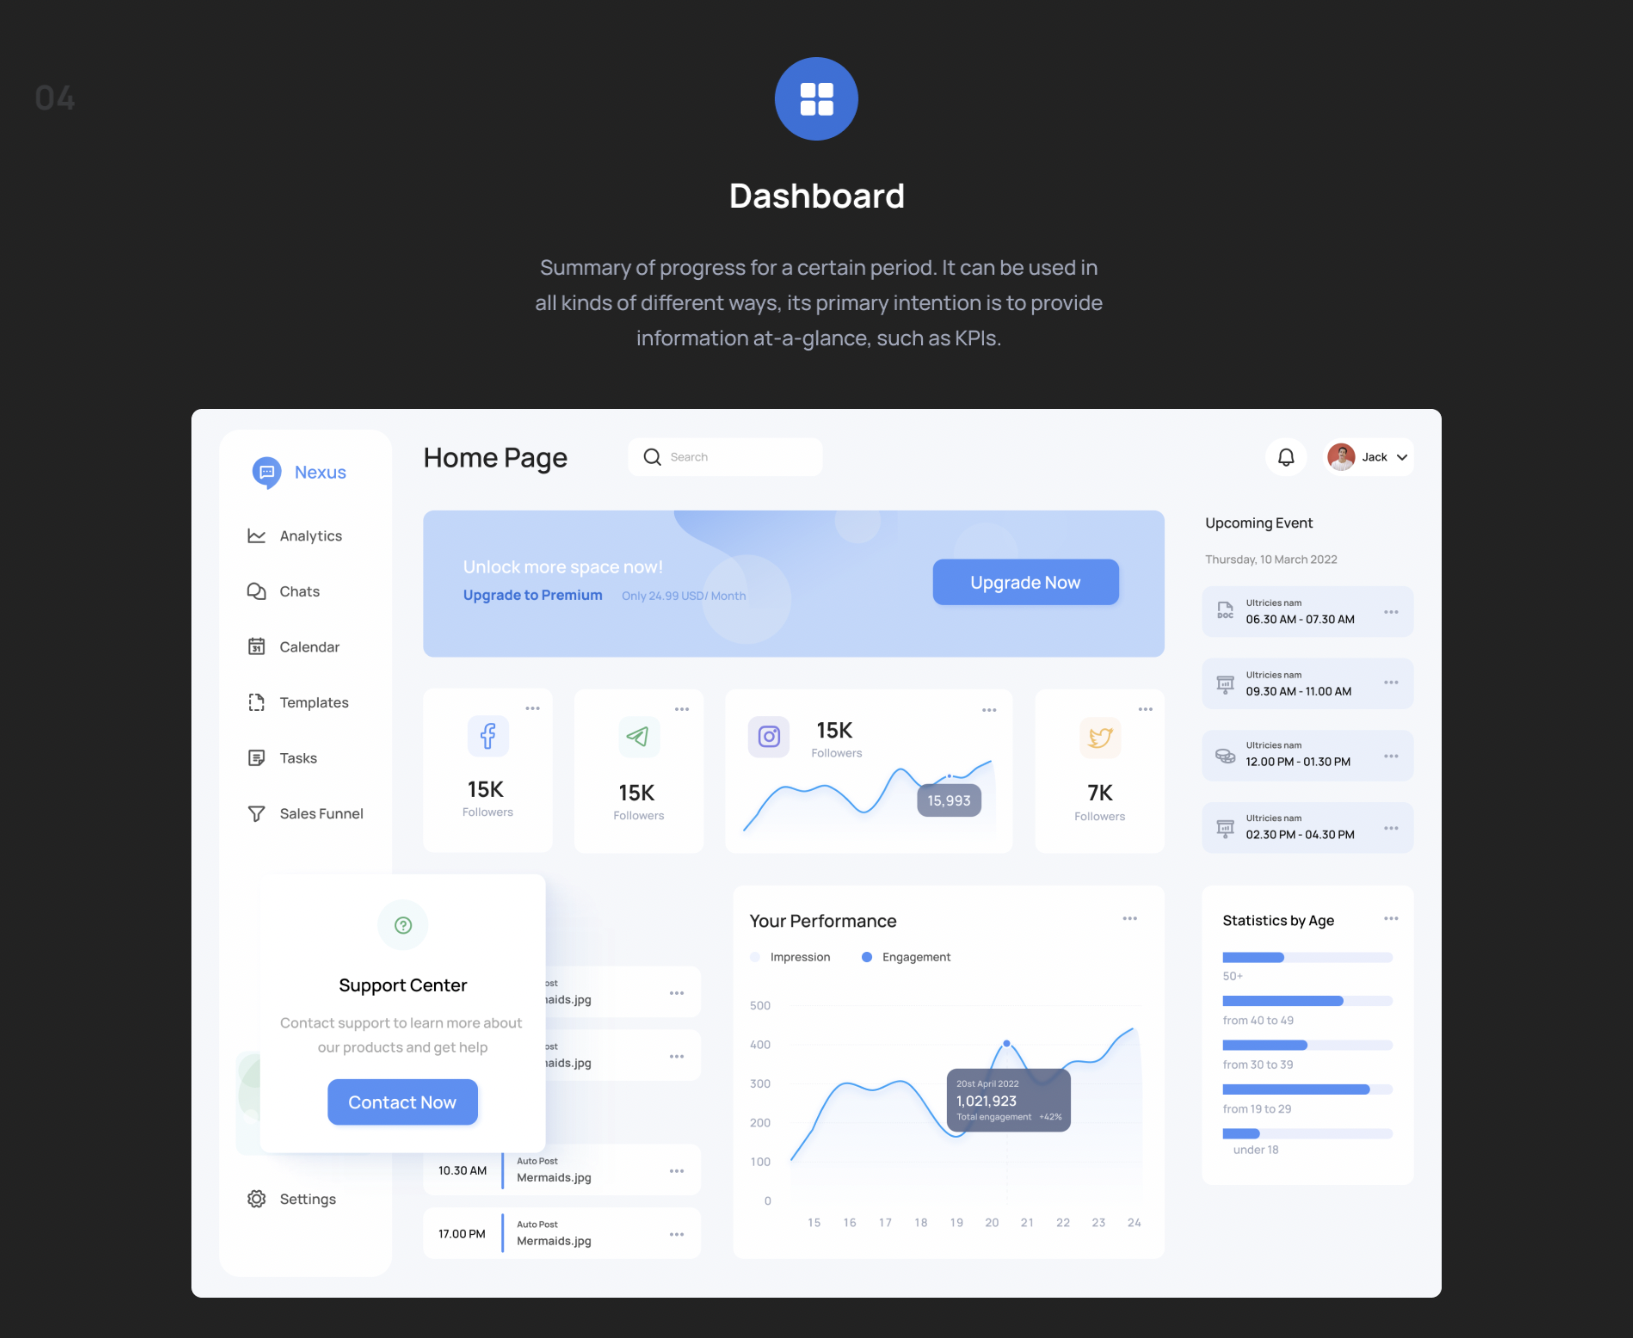 04
Dashboard
Summary of progress for a certain period. It can be used in
all kinds of different ways, its primary intention is to provide
information at-a-glance, such as KPIs.
Nexus
Analytics
Chats
Calendar
31
Templates
Tasks
Sales Funnel
Settings
Home Page
Search
Jack
Unlock more space now!
Upgrade to Premium
Only 24.99 USD/ Month
Upgrade Now
15K
Followers
15K
Followers
15K
Followers
15,993
7K
Followers
Upcoming Event
Thursday, 10 March 2022
DOC
Ultricies nam
06.30 AM - 07.30 AM
Ultricies nam
09.30 AM - 11.00 AM
Ultricies nam
12.00 PM - 01.30 PM
Ultricies nam
02.30 PM - 04.30 PM
Support Center
Contact support to learn more about
our products and get help
Contact Now
ost
naids.jpg
ost
naids.jpg
10.30 AM
Auto Post
Mermaids.jpg
17.00 PM
Auto Post
Mermaids.jpg
Your Performance
Impression
Engagement
500
400
300
200
100
0
15 16 17 18 19 20 21 22 23 24
20st April 2022
1,021,923
Total engagement +42%
Statistics by Age
50+
from 40 to 49
from 30 to 39
from 19 to 29
under 18